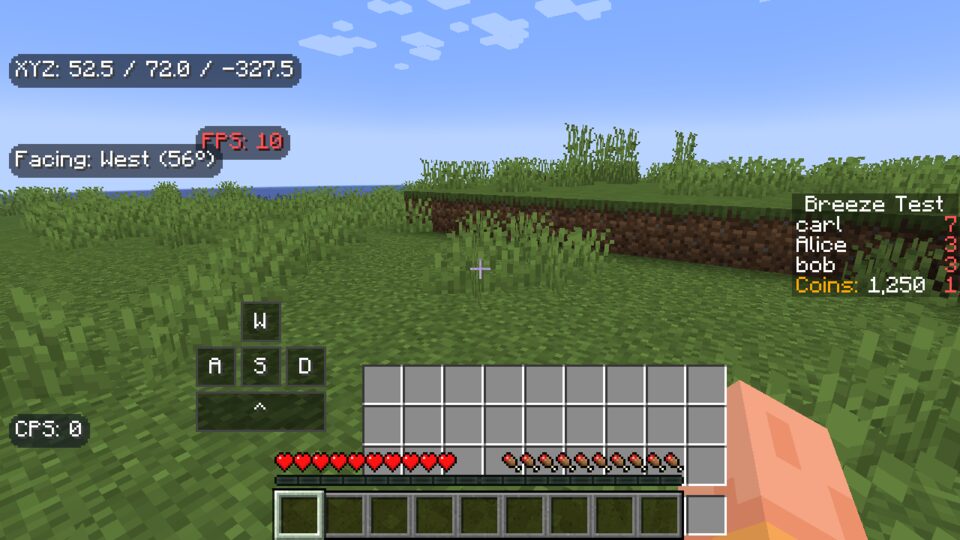 XYZ: 52.5 / 72.0 / -327.5
FPS: 10
Facing: West (56°)
Breeze Test
carl 7
Alice 3
bob 3
Coins: 1,250 1
W
A S D
^
CPS: 0